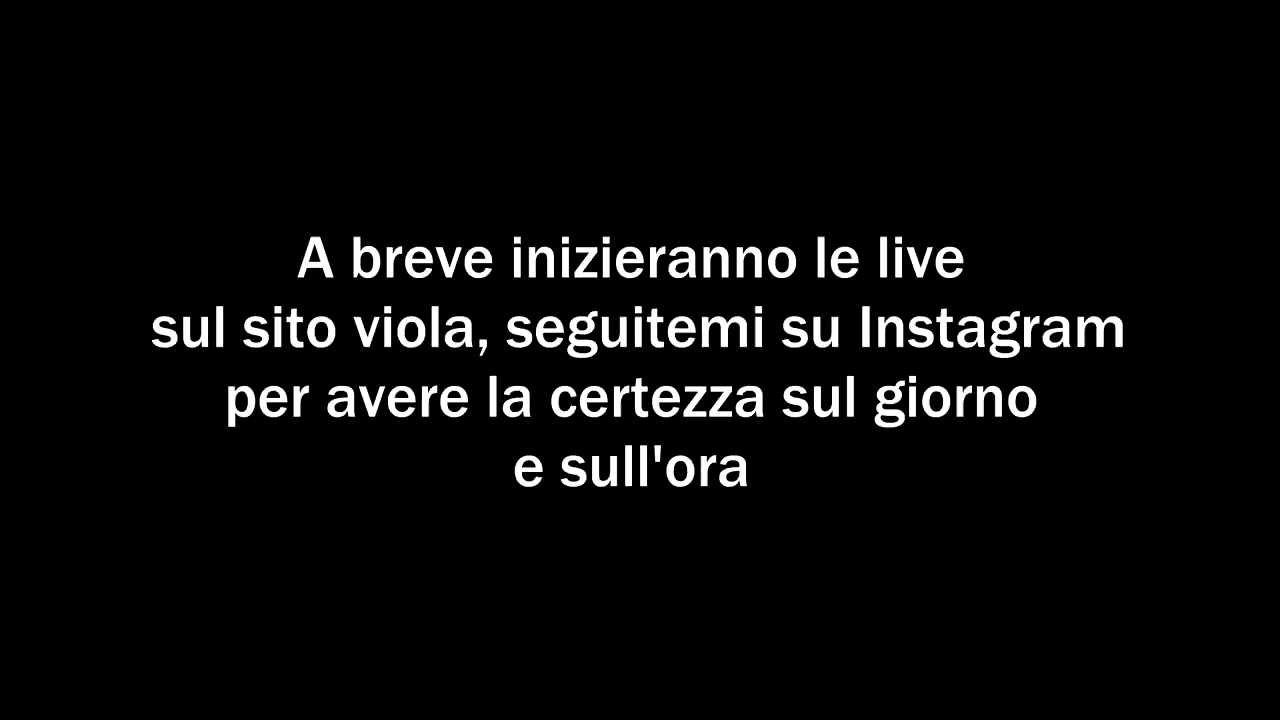 A breve inizieranno le live
sul sito viola, seguitemi su Instagram
per avere la certezza sul giorno
e sull'ora